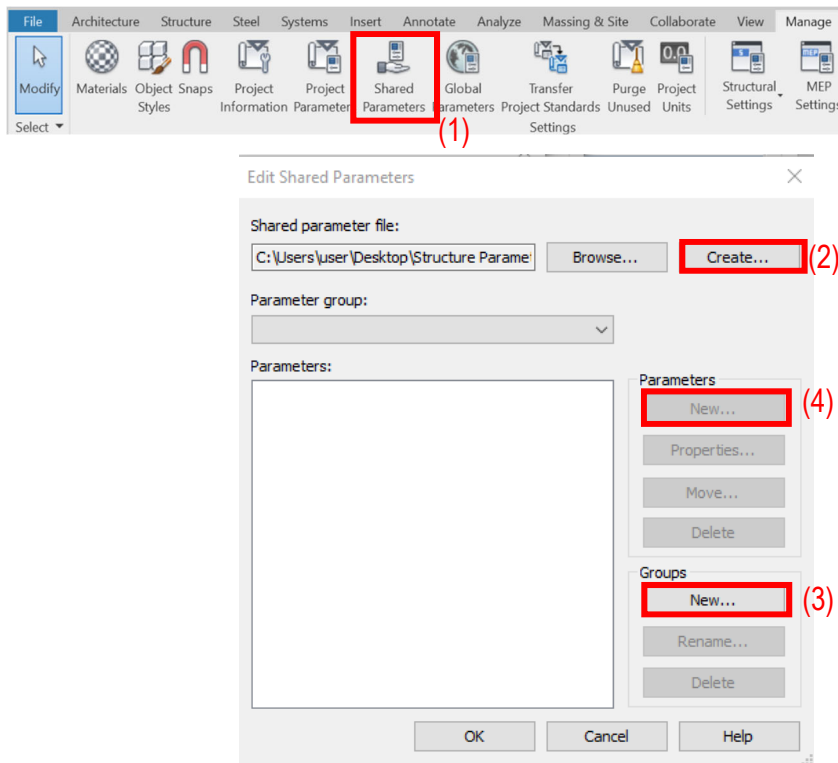 File Architecture Structure Steel Systems Insert Annotate Analyze Massing & Site Collaborate View Manage
Modify Materials Object Snaps Project Project Shared Global Transfer Purge Project Structural MEP
Styles Information Parameter Parameters Parameters Project Standards Unused Units Settings Settings
Select Settings
(1)
Edit Shared Parameters
Shared parameter file:
C:\Users\user\Desktop\Structure Parame Browse... Create... (2)
Parameter group:
Parameters:
Parameters
New... (4)
Properties...
Move...
Delete
Groups
New... (3)
Rename...
Delete
OK Cancel Help